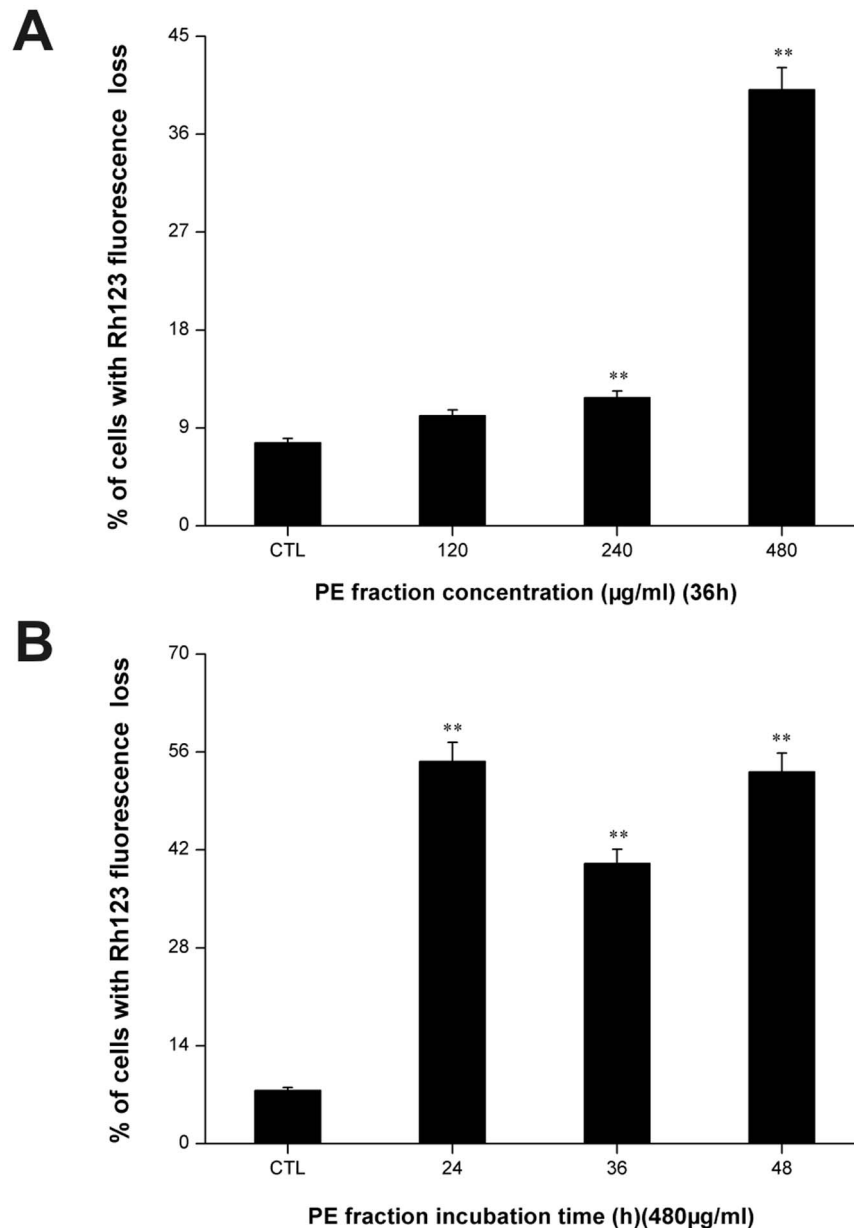 A
% of cells with Rh123 fluorescence loss
45
36
27
18
9
0
**
**
CTL 120 240 480
PE fraction concentration (µg/ml) (36h)
B
% of cells with Rh123 fluorescence loss
70
56
42
28
14
0
**
**
**
CTL 24 36 48
PE fraction incubation time (h)(480µg/ml)